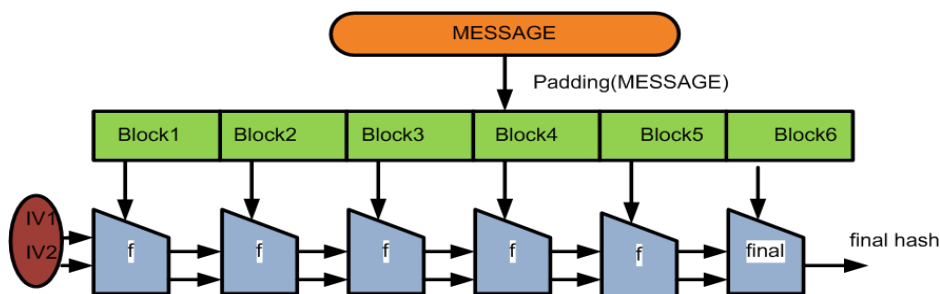 MESSAGE
Padding(MESSAGE)
Block1 Block2 Block3 Block4 Block5 Block6
IV1
IV2
f f f f f final
final hash